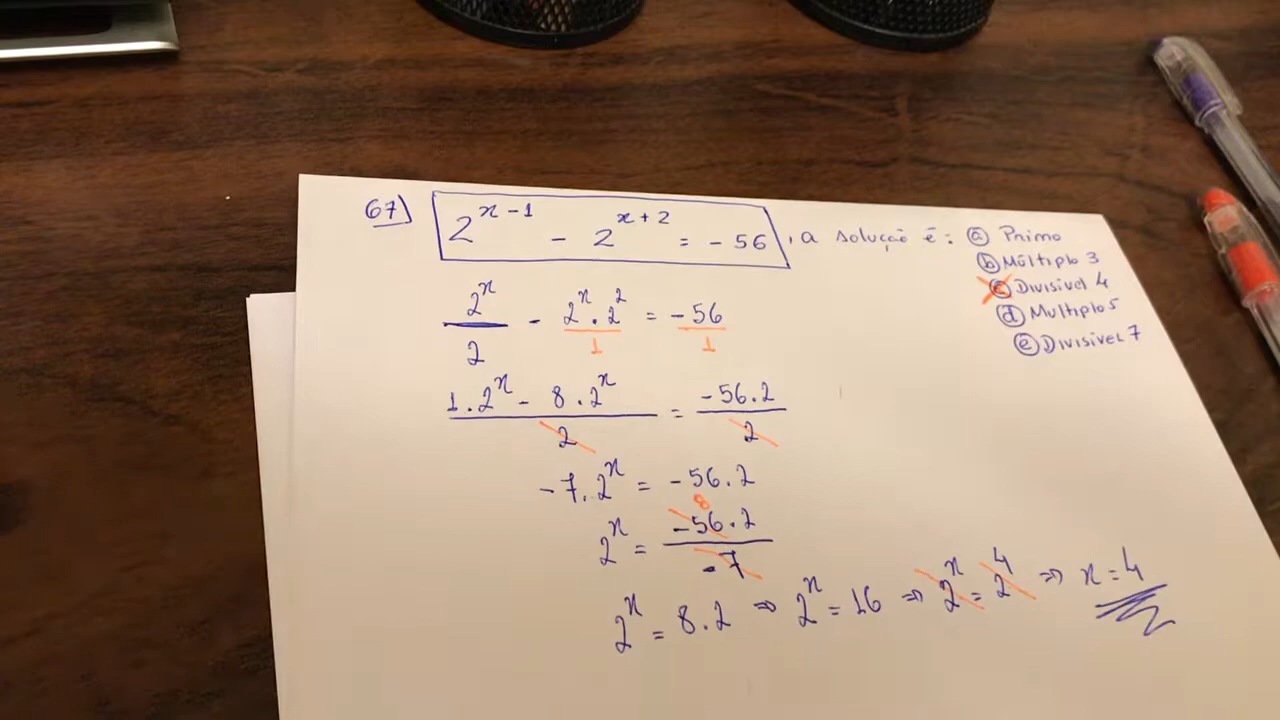 67) 2^(x-1) - 2^(x+2) = -56, a solução é: (a) Primo
(b) Múltiplo 3
(c) Divisível 4
(d) Multiplo 5
(e) Divisível 7
2^x/2 - 2^x . 2^2/1 = -56/1
1 . 2^x - 8 . 2^x/2 = -56 . 2/2
-7 . 2^x = -56 . 2
8
2^x = -56 . 2/-7
2^x = 8 . 2 ⇒ 2^x = 16 ⇒ 2^x = 2^4 ⇒ x = 4